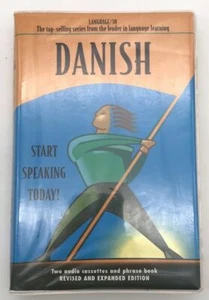 LANGUAGE/30
The top-selling series from the leader in language learning
DANISH
START
SPEAKING
TODAY!
Two audio cassettes and phrase book
REVISED AND EXPANDED EDITION